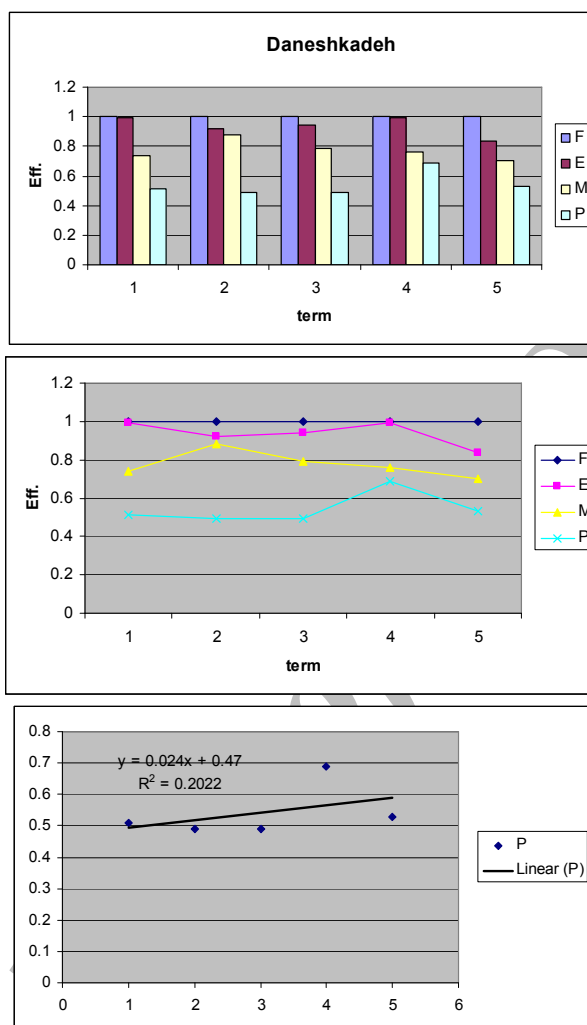 Daneshkadeh
1.2
1
0.8
0.6
0.4
0.2
0
Eff.
1 2 3 4 5
term
F
E
M
P
1.2
1
0.8
0.6
0.4
0.2
0
Eff.
1 2 3 4 5
term
F
E
M
P
0.8
0.7
0.6
0.5
0.4
0.3
0.2
0.1
0
y = 0.024x + 0.47
R² = 0.2022
0 1 2 3 4 5 6
P
Linear (P)